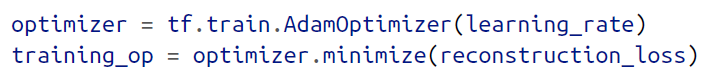 optimizer = tf.train.AdamOptimizer(learning_rate)
training_op = optimizer.minimize(reconstruction_loss)